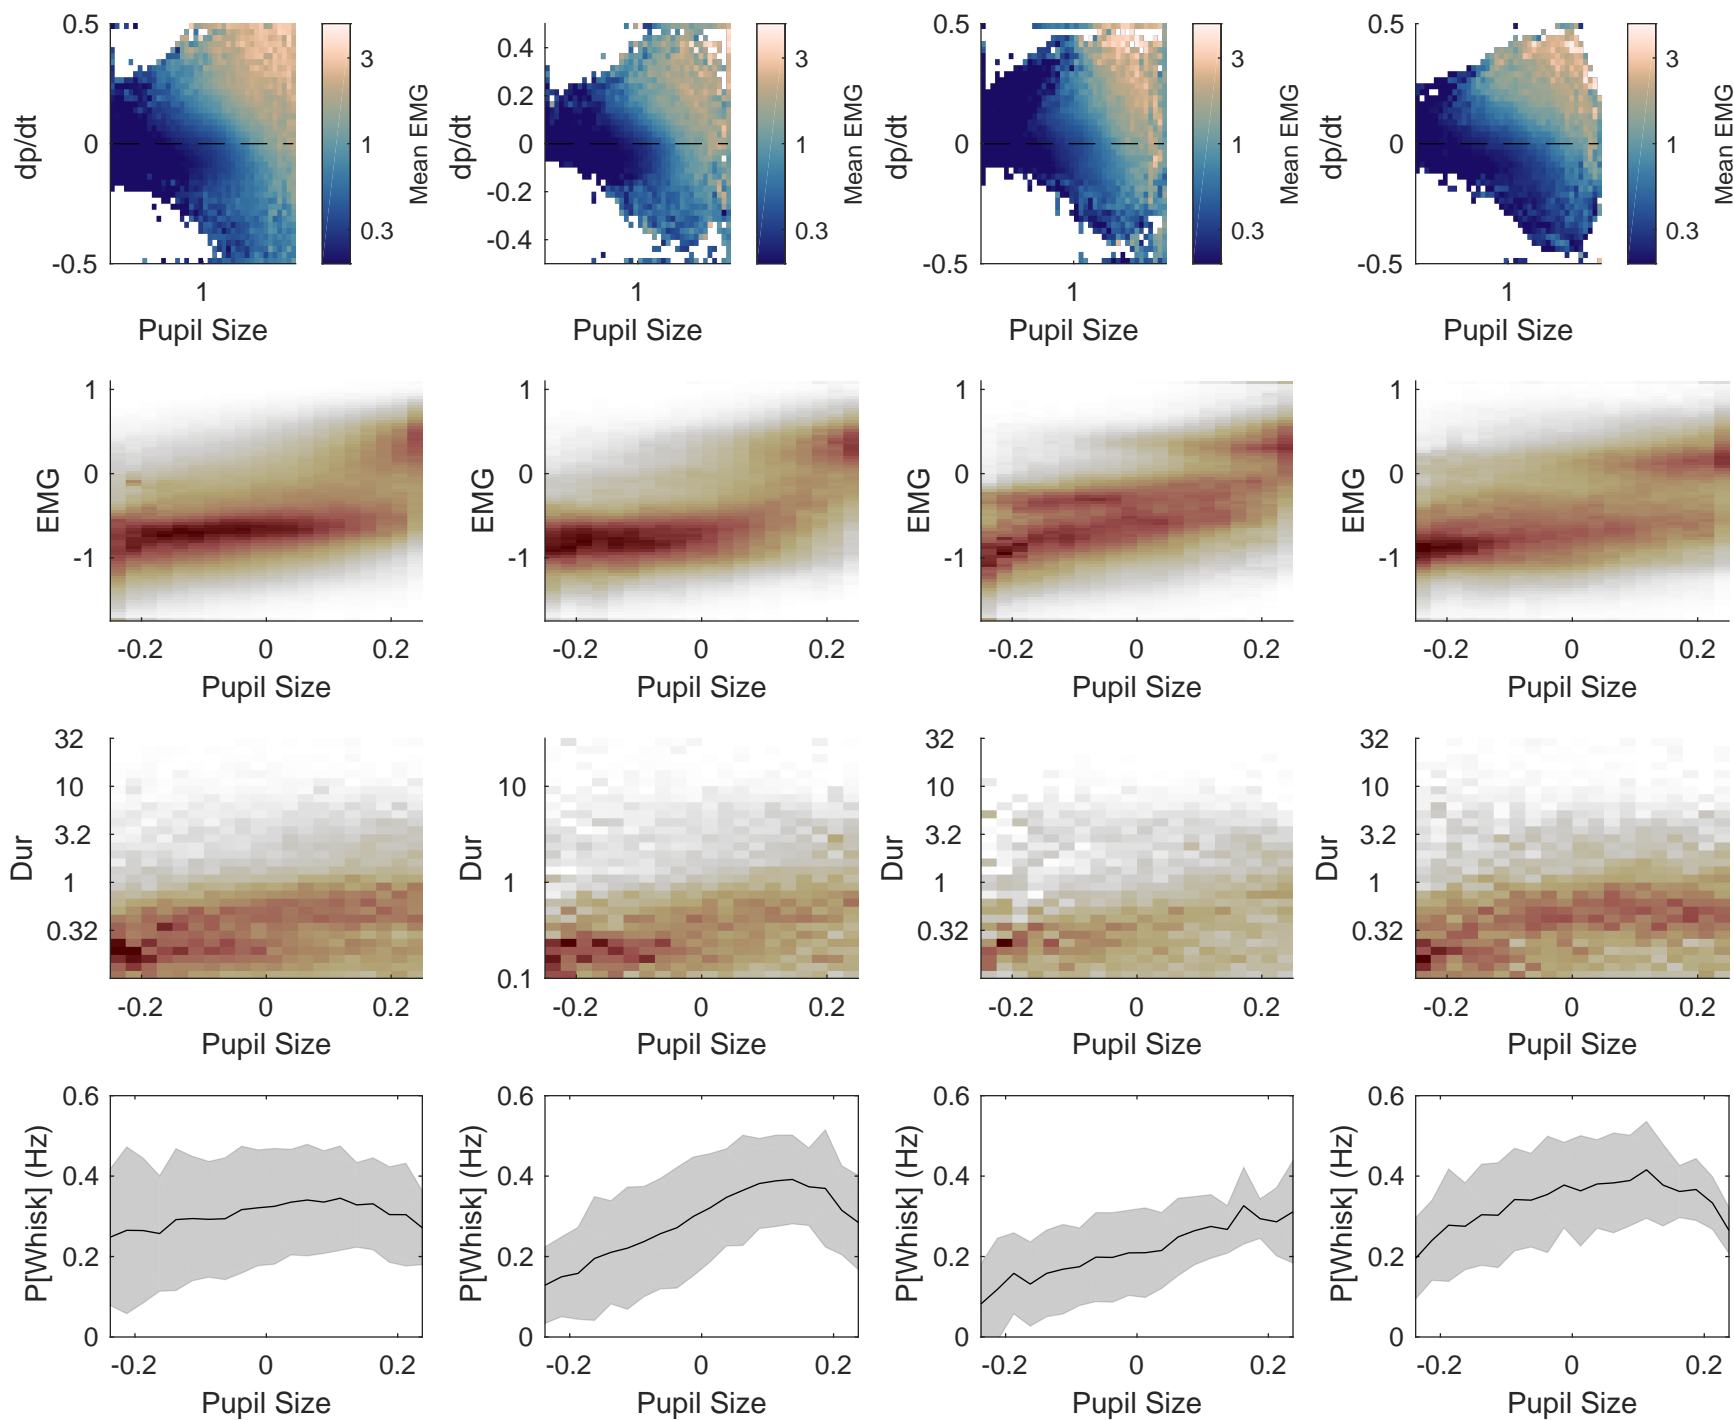 0.5 0 -0.5 dp/dt 1 Pupil Size 3 1 0.3 Mean EMG
0.4 0.2 0 -0.2 -0.4 dp/dt 1 Pupil Size 3 1 0.3 Mean EMG
0.5 0 -0.5 dp/dt 1 Pupil Size 3 1 0.3 Mean EMG
0.5 0 -0.5 dp/dt 1 Pupil Size 3 1 0.3 Mean EMG
1 0 -1 EMG -0.2 0 0.2 Pupil Size
1 0 -1 EMG -0.2 0 0.2 Pupil Size
1 0 -1 EMG -0.2 0 0.2 Pupil Size
1 0 -1 EMG -0.2 0 0.2 Pupil Size
32 10 3.2 1 0.32 Dur -0.2 0 0.2 Pupil Size
10 1 0.1 Dur -0.2 0 0.2 Pupil Size
32 10 3.2 1 0.32 Dur -0.2 0 0.2 Pupil Size
32 10 3.2 1 0.32 Dur -0.2 0 0.2 Pupil Size
0.6 0.4 0.2 0 P[Whisk] (Hz) -0.2 0 0.2 Pupil Size
0.6 0.4 0.2 0 P[Whisk] (Hz) -0.2 0 0.2 Pupil Size
0.6 0.4 0.2 0 P[Whisk] (Hz) -0.2 0 0.2 Pupil Size
0.6 0.4 0.2 0 P[Whisk] (Hz) -0.2 0 0.2 Pupil Size